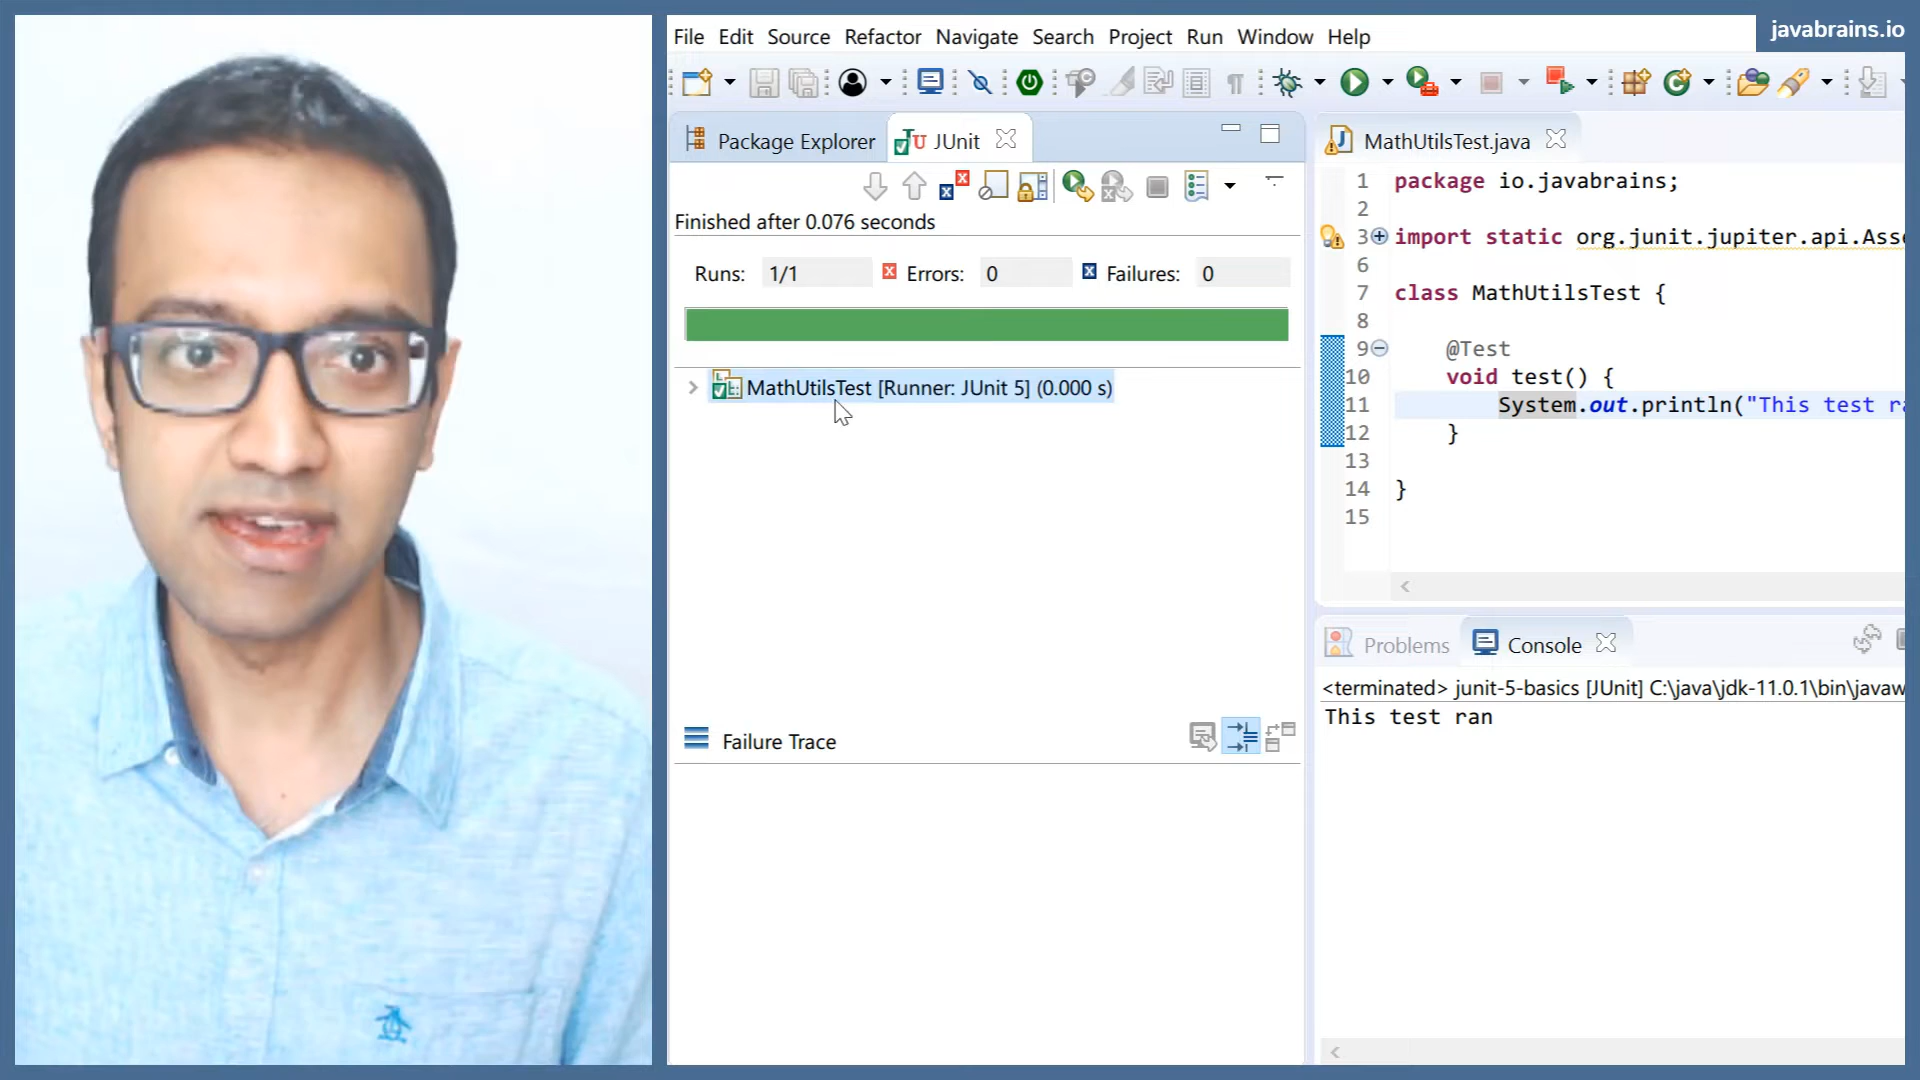 javabrains.io
File Edit Source Refactor Navigate Search Project Run Window Help
Package Explorer JUnit
Finished after 0.076 seconds
Runs: 1/1 Errors: 0 Failures: 0
MathUtilsTest [Runner: JUnit 5] (0.000 s)
Failure Trace
MathUtilsTest.java
1 package io.javabrains;
2
3 import static org.junit.jupiter.api.Asse
6
7 class MathUtilsTest {
8
9 @Test
10 void test() {
11 System.out.println("This test ra
12 }
13
14 }
15
Problems Console
<terminated> junit-5-basics [JUnit] C:\java\jdk-11.0.1\bin\javaw
This test ran